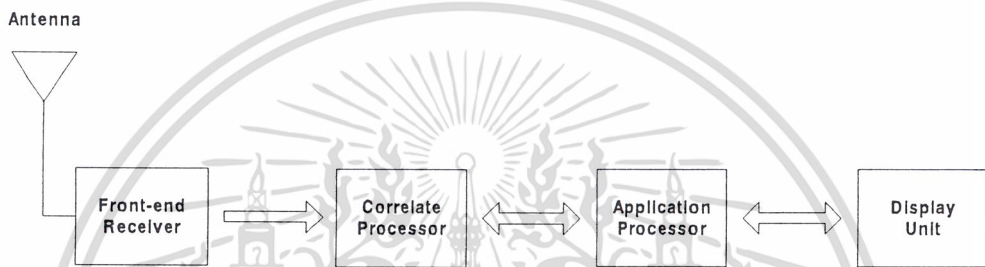 Antenna
Front-end
Receiver
Correlate
Processor
Application
Processor
Display
Unit